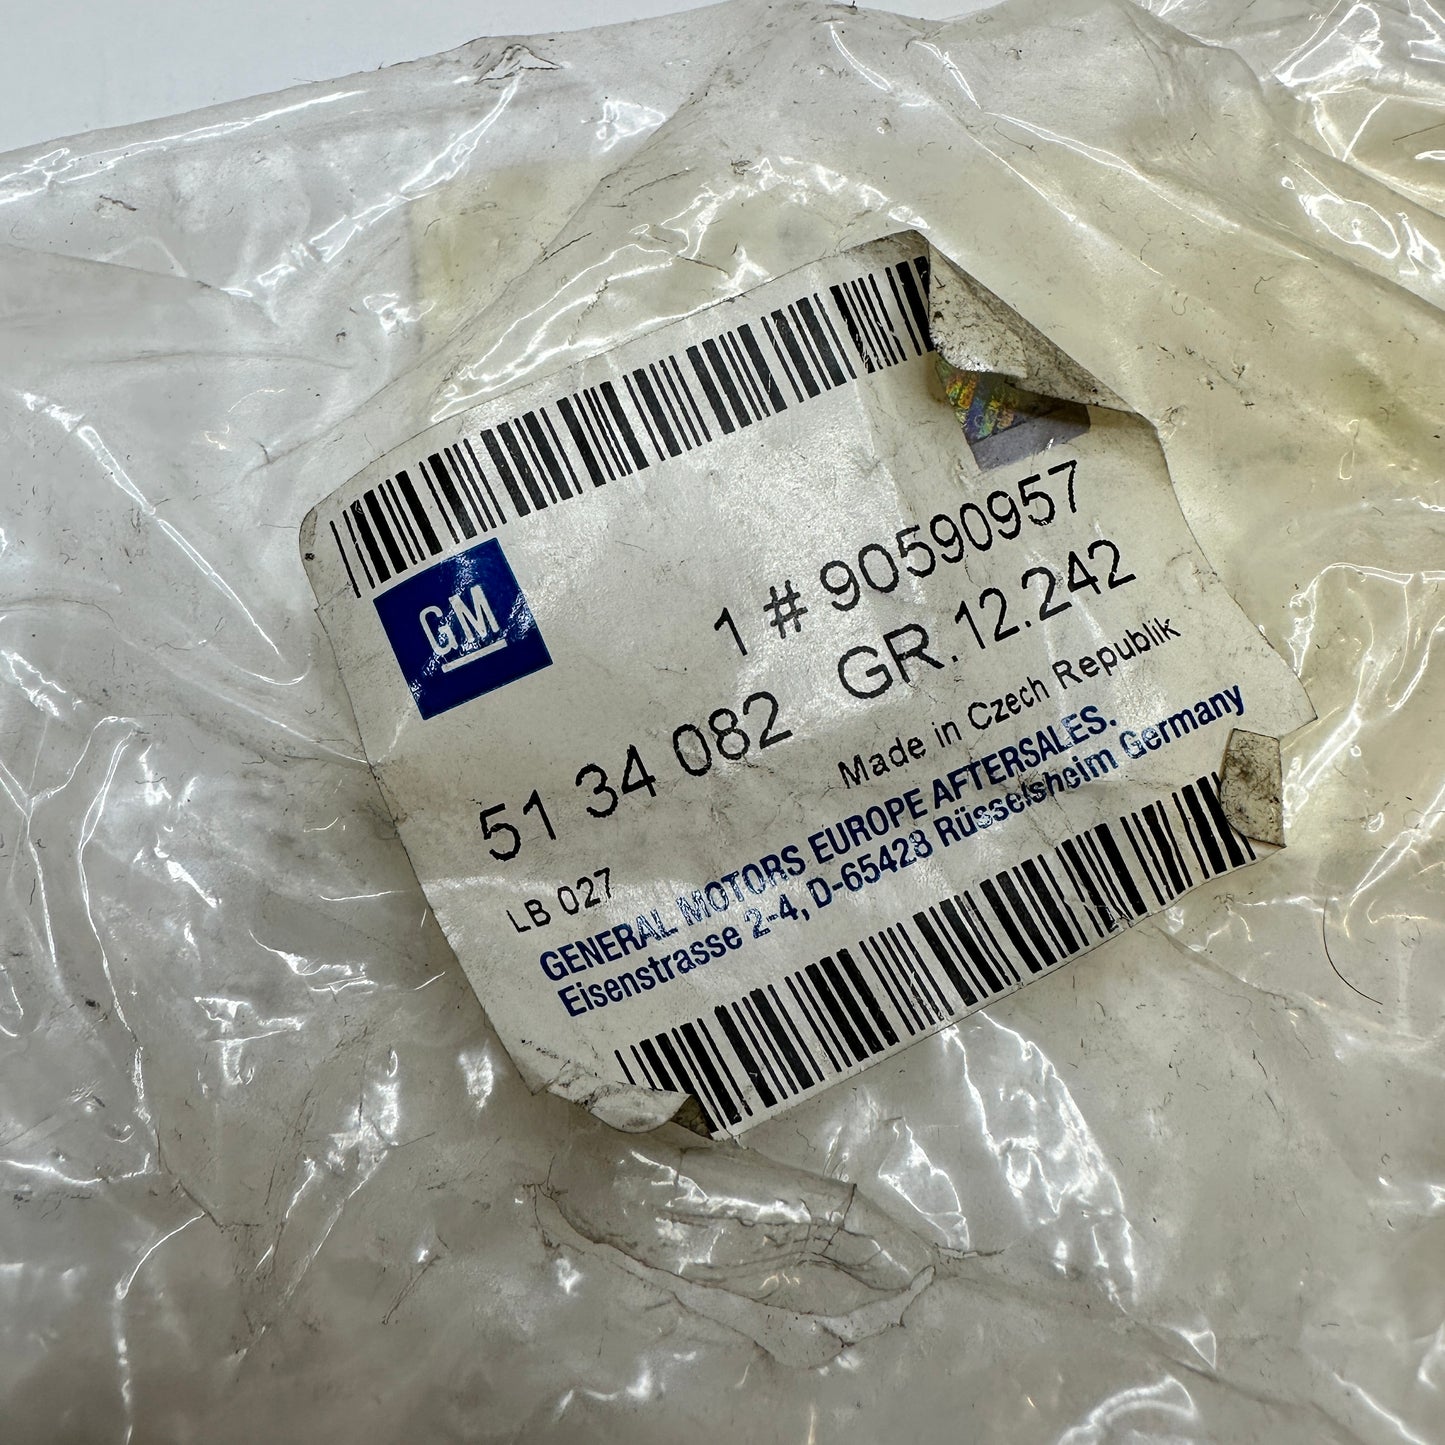 GM
1 # 90590957
51 34 082 GR.12.242
Made in Czech Republik
LB 027
GENERAL MOTORS EUROPE AFTERSALES.
Eisenstrasse 2-4, D-65428 Rüsselsheim Germany